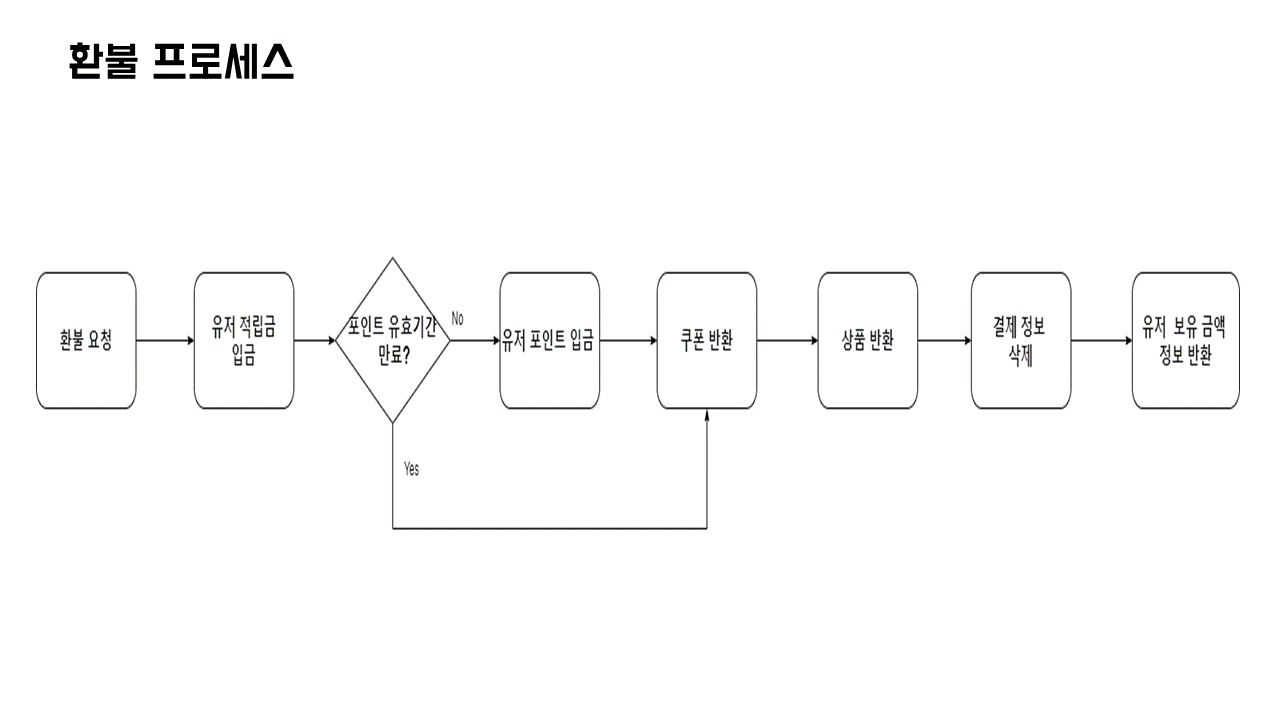 환불 프로세스
환불 요청
유저 적립금
입금
포인트 유효기간
만료?
No
Yes
유저 포인트 입금
쿠폰 반환
상품 반환
결제 정보
삭제
유저 보유 금액
정보 반환